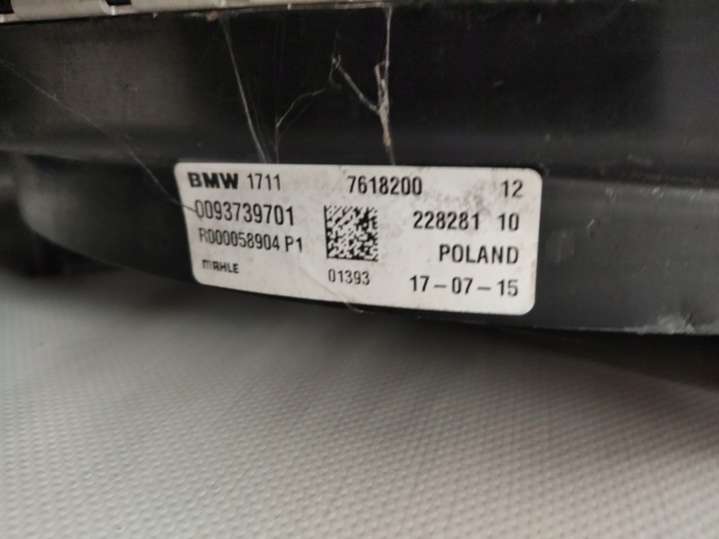 BMW 1711 7618200 12
0093739701 228281 10
R000058904 P1 POLAND
MAHLE 01393 17-07-15